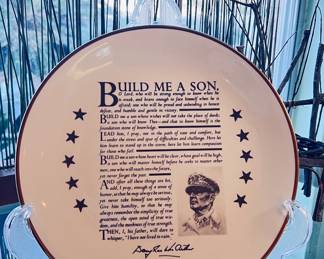 BUILD ME A SON,
O' Lord, who will be strong enough to know when he
is weak, and brave enough to face himself when he is
afraid; one who will be proud and unbending in honest
defeat, and humble and gentle in victory.
BUILD me a son whose wishes will not take the place of deeds;
a son who will know Thee—and that to know himself is the
foundation stone of knowledge.
LEAD him, I pray, not in the path of ease and comfort, but
under the stress and spur of difficulties and challenge. Here let
him learn to stand up in the storm; here let him learn compassion
for those who fail.
BUILD me a son whose heart will be clear, whose goal will be high,
a son who will master himself before he seeks to master other
men, one who will reach into the future,
yet never forget the past.
AND after all these things are his,
add, I pray, enough of a sense of
humor, so that he may always be serious,
yet never take himself too seriously.
Give him humility, so that he may
always remember the simplicity of true
greatness, the open mind of true wis-
dom, and the meekness of true strength.
THEN, I, his father, will dare to
whisper, "I have not lived in vain."
Douglas MacArthur